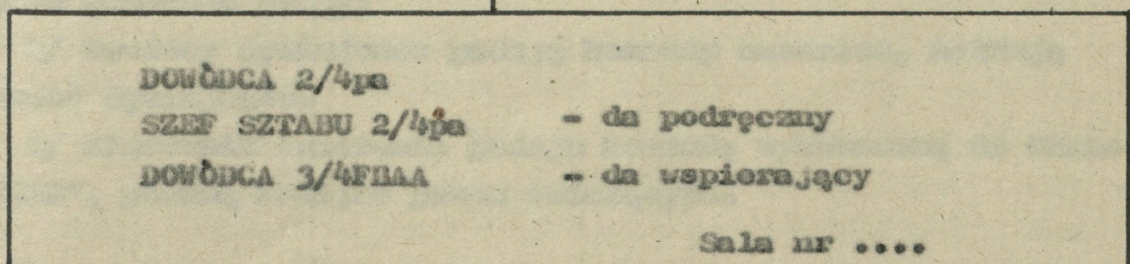 DOWÓDCA 2/4pa
SZEF SZTABU 2/4pa - da podręczny
DOWÓDCA 3/4FBAA - da wspierający
Sala nr ....